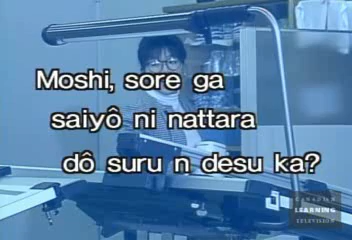 Moshi, sore ga
saiyô ni nattara
dô suru n desu ka?
CANADIAN
LEARNING
TELEVISION